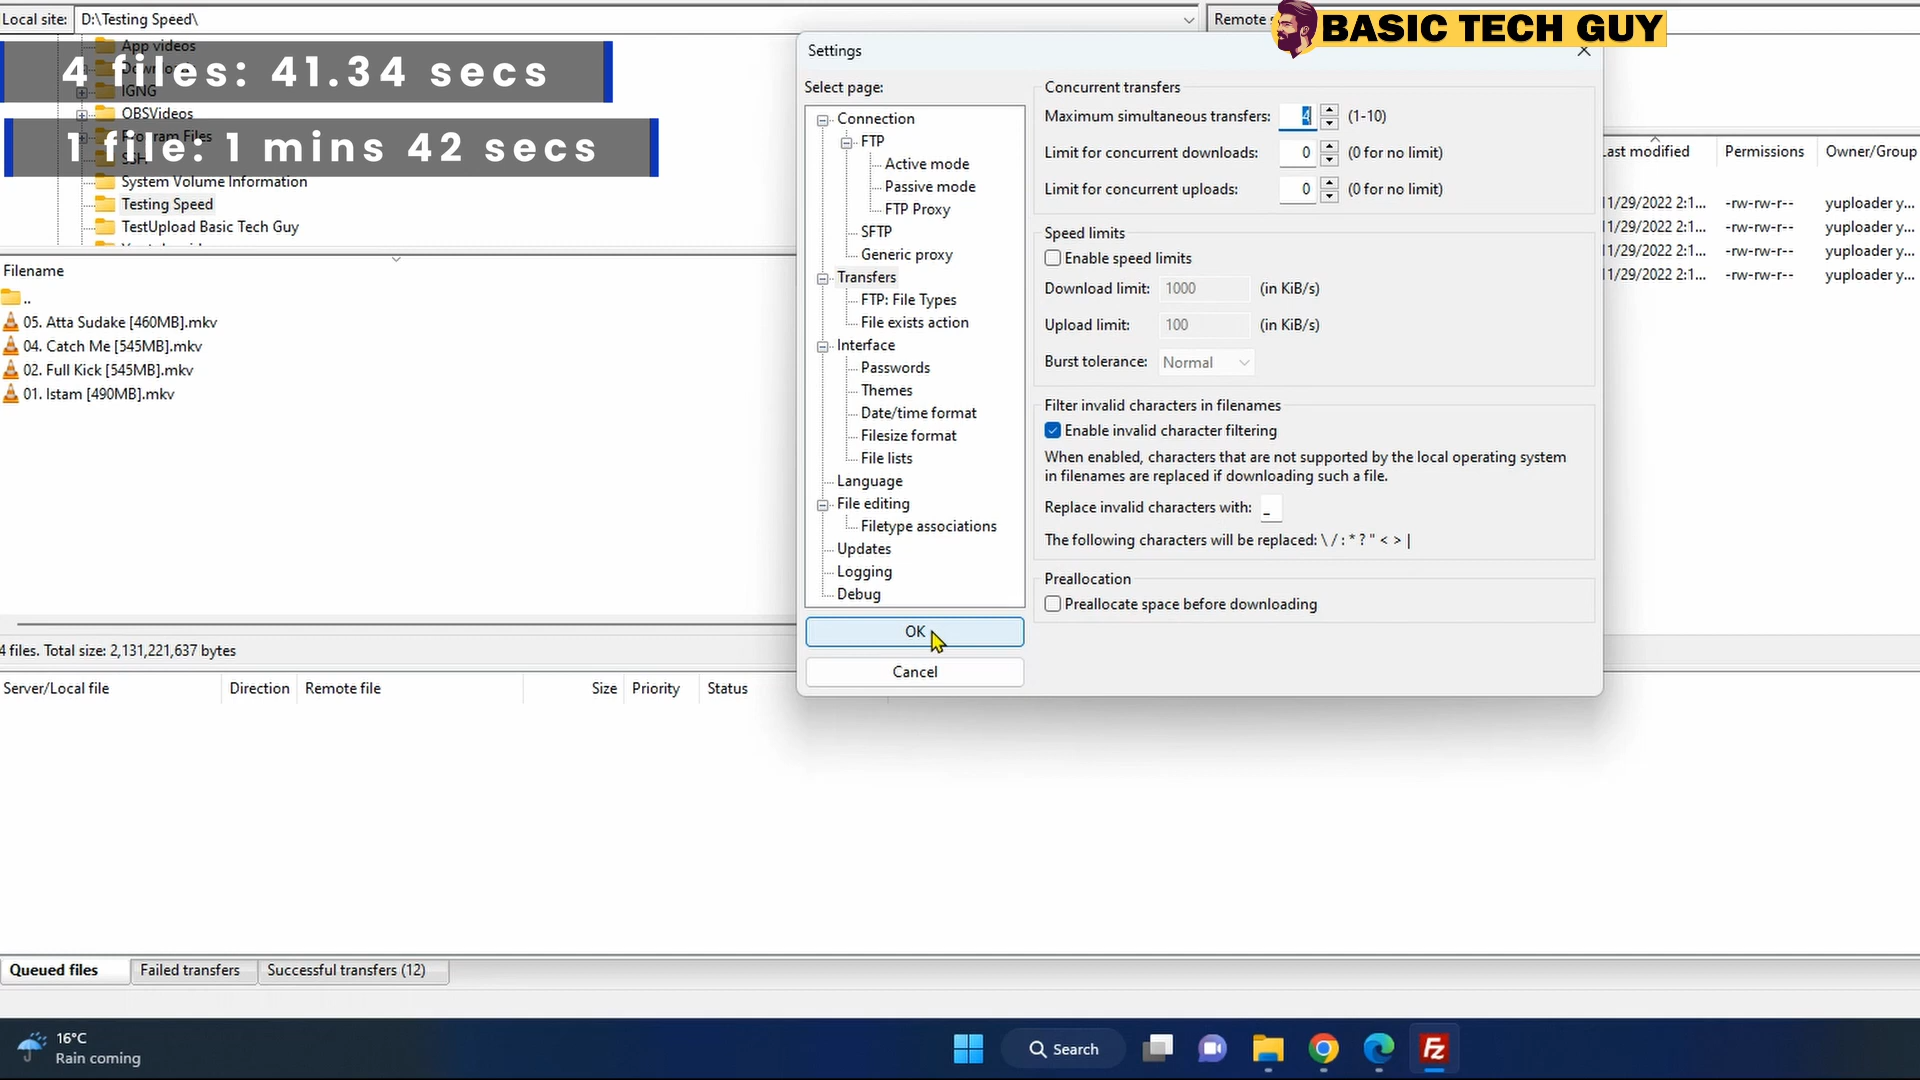 Local site:
D:\Testing Speed\
Remote
BASIC TECH GUY
App videos
4 files: 41.34 secs
IGNG
OBSVideos
Program Files
1 file: 1 mins 42 secs
System Volume Information
Testing Speed
TestUpload Basic Tech Guy
Filename
..
05. Atta Sudake [460MB].mkv
04. Catch Me [545MB].mkv
02. Full Kick [545MB].mkv
01. Istam [490MB].mkv
4 files. Total size: 2,131,221,637 bytes
Settings
Select page:
Connection
FTP
Active mode
Passive mode
FTP Proxy
SFTP
Generic proxy
Transfers
FTP: File Types
File exists action
Interface
Passwords
Themes
Date/time format
Filesize format
File lists
Language
File editing
Filetype associations
Updates
Logging
Debug
OK
Cancel
Concurrent transfers
Maximum simultaneous transfers: 4 (1-10)
Limit for concurrent downloads: 0 (0 for no limit)
Limit for concurrent uploads: 0 (0 for no limit)
Speed limits
Enable speed limits
Download limit: 1000 (in KiB/s)
Upload limit: 100 (in KiB/s)
Burst tolerance: Normal
Filter invalid characters in filenames
Enable invalid character filtering
When enabled, characters that are not supported by the local operating system
in filenames are replaced if downloading such a file.
Replace invalid characters with: _
The following characters will be replaced: \ / : * ? " < > |
Preallocation
Preallocate space before downloading
Last modified Permissions Owner/Group
11/29/2022 2:1... -rw-rw-r-- yuploader y...
11/29/2022 2:1... -rw-rw-r-- yuploader y...
11/29/2022 2:1... -rw-rw-r-- yuploader y...
11/29/2022 2:1... -rw-rw-r-- yuploader y...
Server/Local file Direction Remote file Size Priority Status
Queued files Failed transfers Successful transfers (12)
16°C
Rain coming
Search
Fz